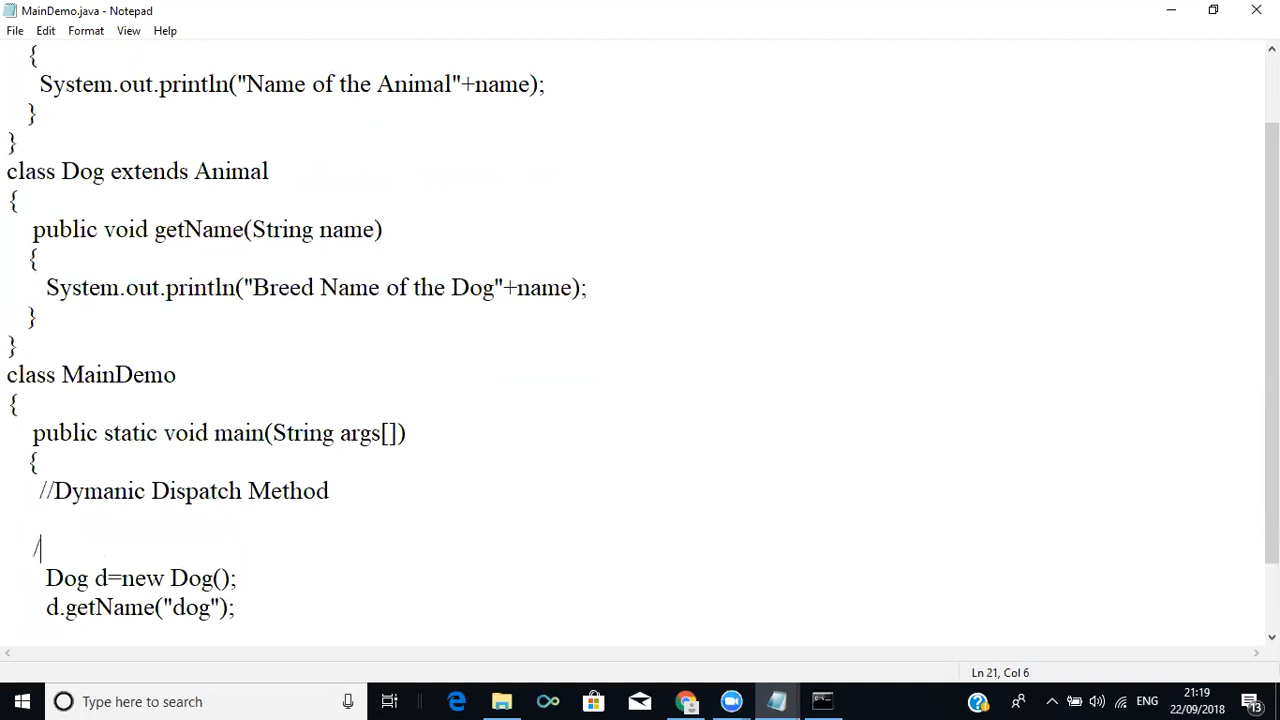 MainDemo.java - Notepad
File Edit Format View Help
{
System.out.println("Name of the Animal"+name);
}
}
class Dog extends Animal
{
public void getName(String name)
{
System.out.println("Breed Name of the Dog"+name);
}
}
class MainDemo
{
public static void main(String args[])
{
//Dymanic Dispatch Method
/
Dog d=new Dog();
d.getName("dog");
Ln 21, Col 6
Type here to search
ENG
21:19
22/09/2018
13